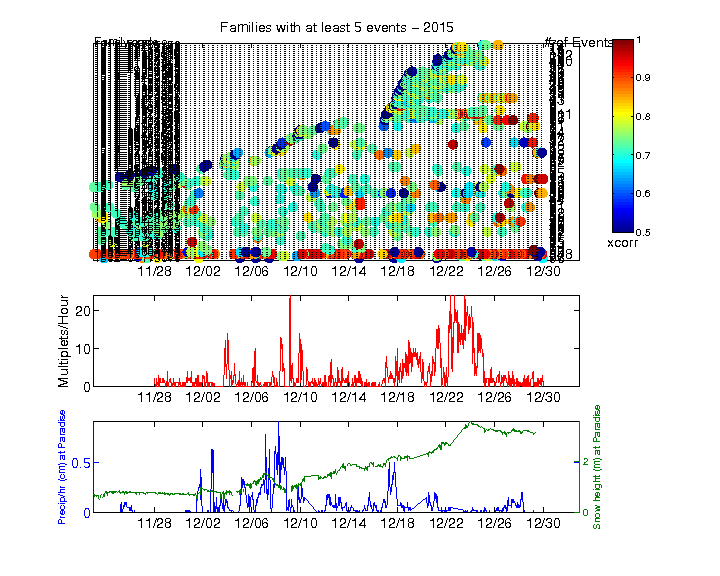 Families with at least 5 events − 2015
# of Events
1
0.9
0.8
0.7
0.6
0.5
xcorr
11/28 12/02 12/06 12/10 12/14 12/18 12/22 12/26 12/30
Multiplets/Hour
20
10
0
11/28 12/02 12/06 12/10 12/14 12/18 12/22 12/26 12/30
Precip/hr (cm) at Paradise
0.5
0
Snow height (m) at Paradise
2
0
11/28 12/02 12/06 12/10 12/14 12/18 12/22 12/26 12/30